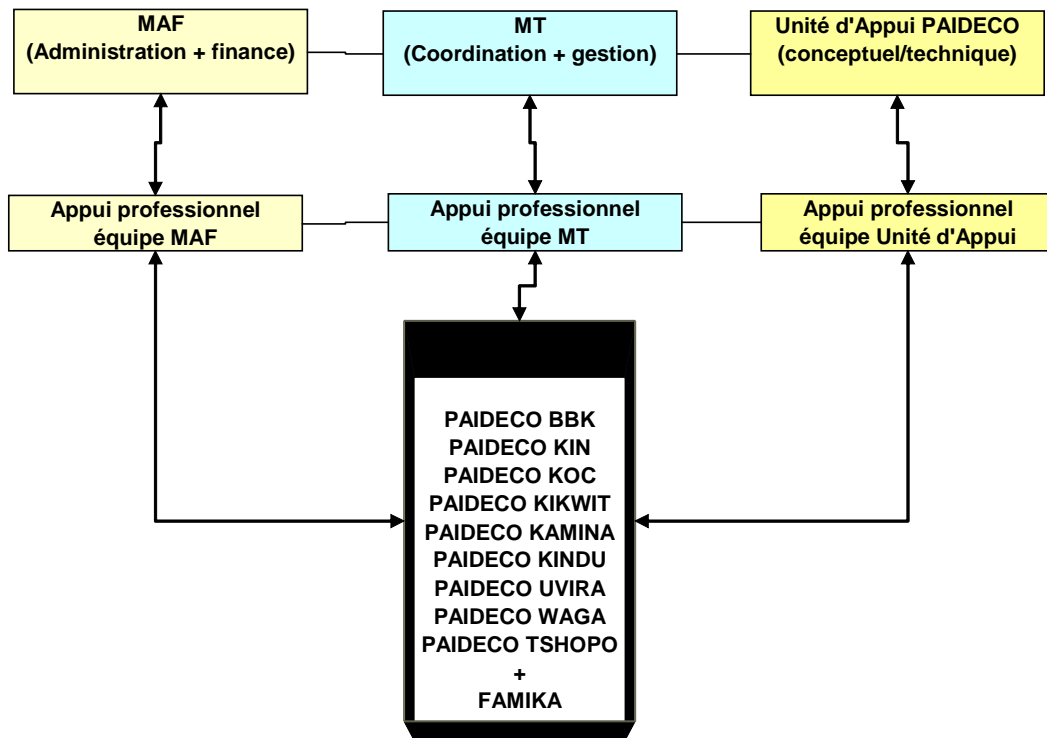 MAF
(Administration + finance)
MT
(Coordination + gestion)
Unité d'Appui PAIDECO
(conceptuel/technique)
Appui professionnel
équipe MAF
Appui professionnel
équipe MT
Appui professionnel
équipe Unité d'Appui
PAIDECO BBK
PAIDECO KIN
PAIDECO KOC
PAIDECO KIKWIT
PAIDECO KAMINA
PAIDECO KINDU
PAIDECO UVIRA
PAIDECO WAGA
PAIDECO TSHOPO
+
FAMIKA